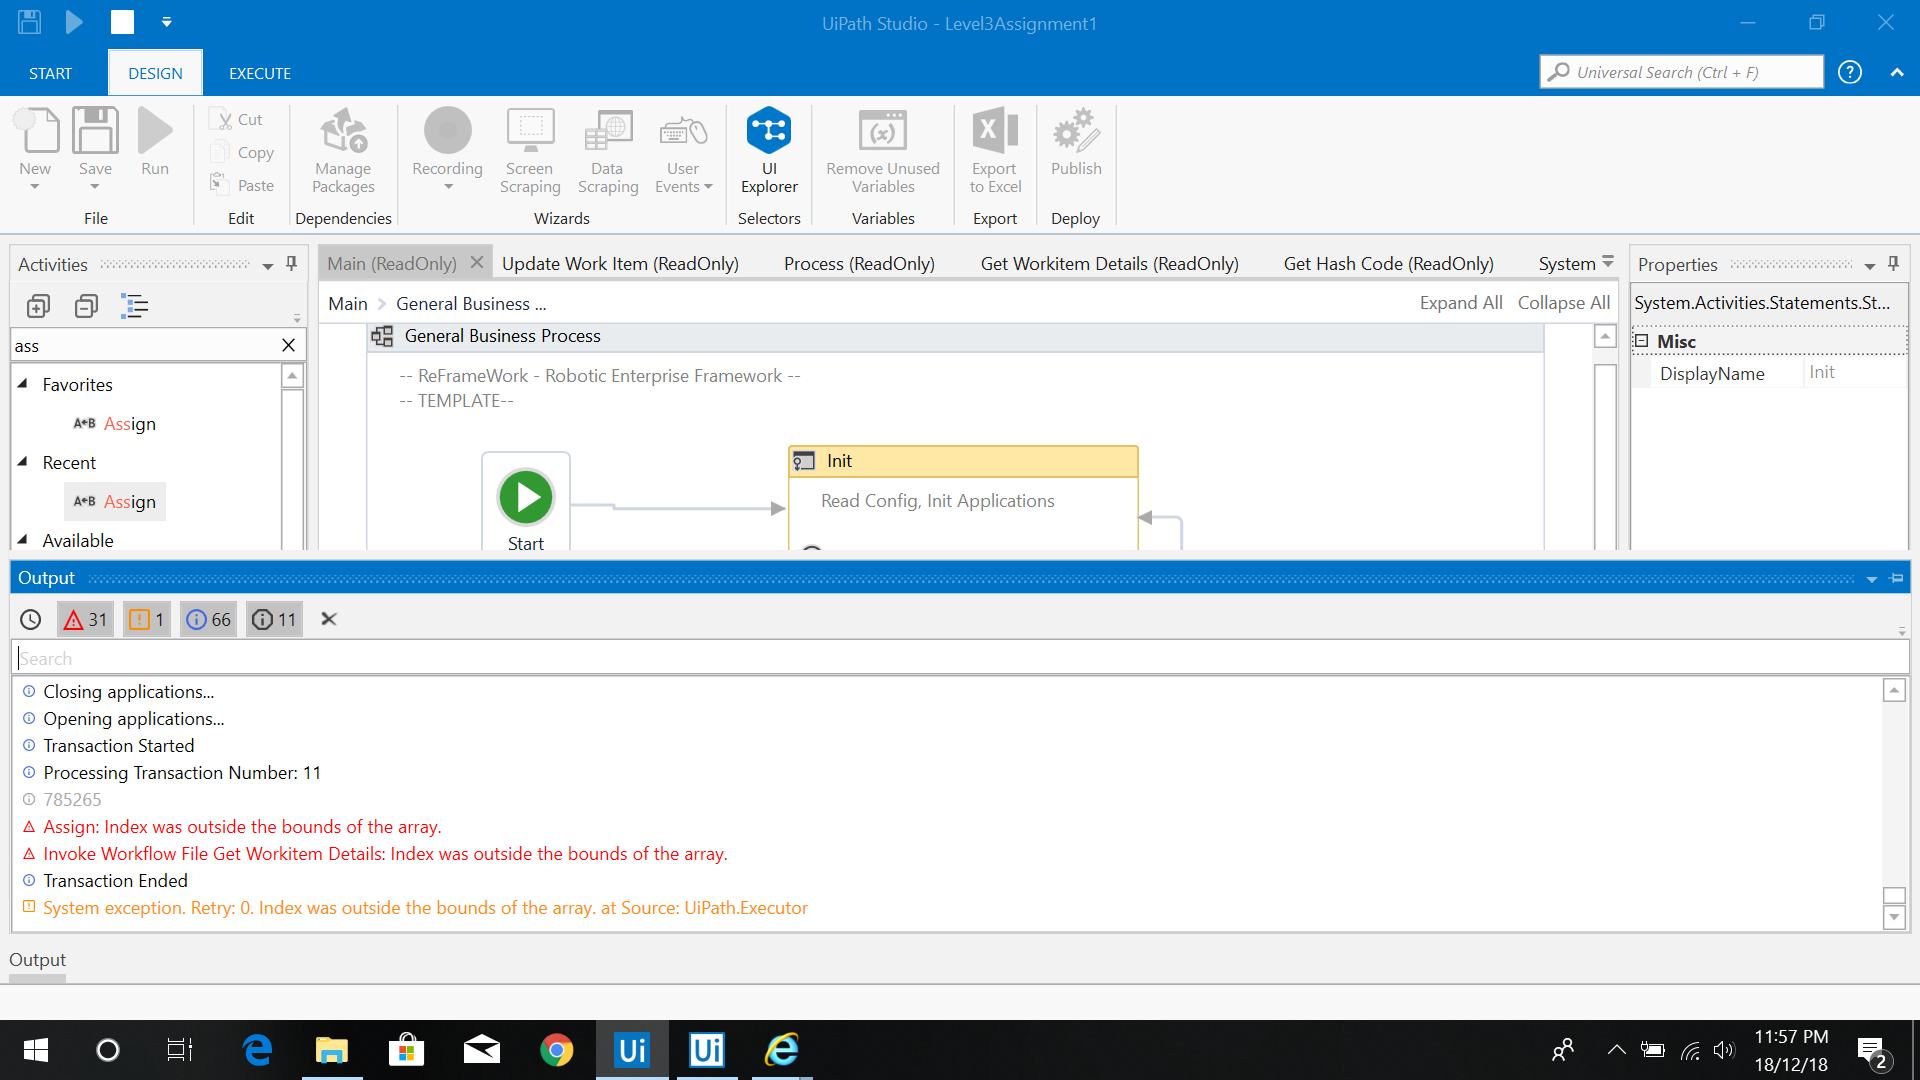 UiPath Studio - Level3Assignment1
START
DESIGN
EXECUTE
Universal Search (Ctrl + F)
New
Save
Run
File
Cut
Copy
Paste
Edit
Manage
Packages
Dependencies
Recording
Screen
Scraping
Data
Scraping
User
Events
Wizards
UI
Explorer
Selectors
Remove Unused
Variables
Variables
Export
to Excel
Export
Publish
Deploy
Activities
ass
Favorites
A+B Assign
Recent
A+B Assign
Available
Main (ReadOnly)
Update Work Item (ReadOnly)
Process (ReadOnly)
Get Workitem Details (ReadOnly)
Get Hash Code (ReadOnly)
System
Main > General Business ...
Expand All
Collapse All
General Business Process
-- ReFrameWork - Robotic Enterprise Framework --
-- TEMPLATE--
Start
Init
Read Config, Init Applications
Properties
System.Activities.Statements.St...
Misc
DisplayName
Init
Output
31
1
66
11
Search
Closing applications...
Opening applications...
Transaction Started
Processing Transaction Number: 11
785265
Assign: Index was outside the bounds of the array.
Invoke Workflow File Get Workitem Details: Index was outside the bounds of the array.
Transaction Ended
System exception. Retry: 0. Index was outside the bounds of the array. at Source: UiPath.Executor
Output
Ui
Ui
11:57 PM
18/12/18
2